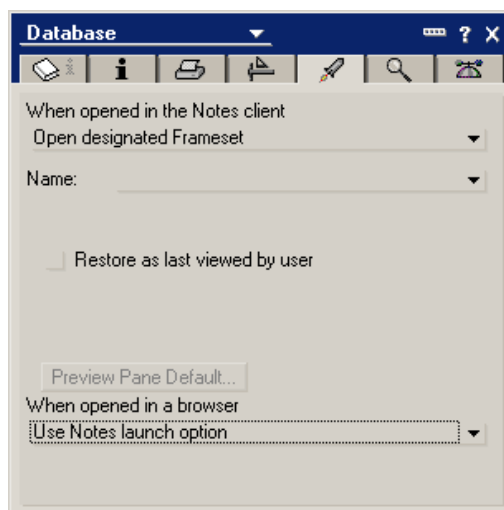 Database
?
X
i
i
When opened in the Notes client
Open designated Frameset
Name:
Restore as last viewed by user
Preview Pane Default...
When opened in a browser
Use Notes launch option